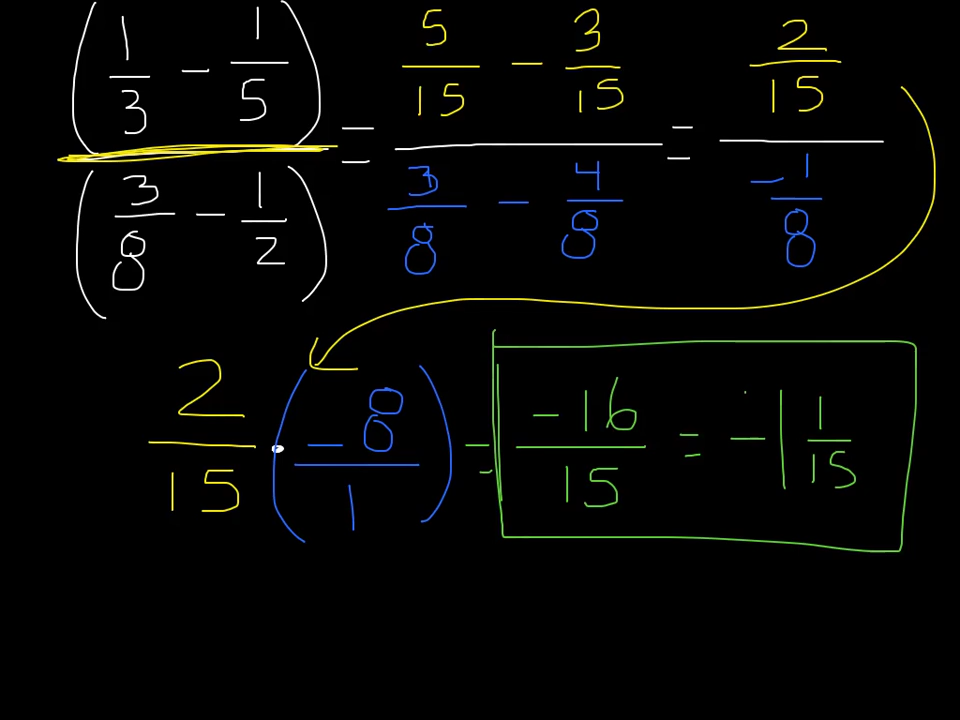 (1/3 - 1/5) / (3/8 - 1/2) = (5/15 - 3/15) / (3/8 - 4/8) = (2/15) / (-1/8)
2/15 · (-8/1) = -16/15 = -1 1/15